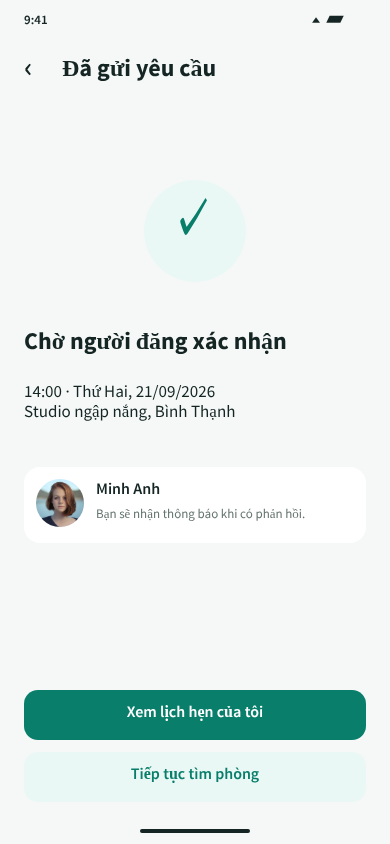 9:41
Đã gửi yêu cầu
Chờ người đăng xác nhận
14:00 · Thứ Hai, 21/09/2026
Studio ngập nắng, Bình Thạnh
Minh Anh
Bạn sẽ nhận thông báo khi có phản hồi.
Xem lịch hẹn của tôi
Tiếp tục tìm phòng